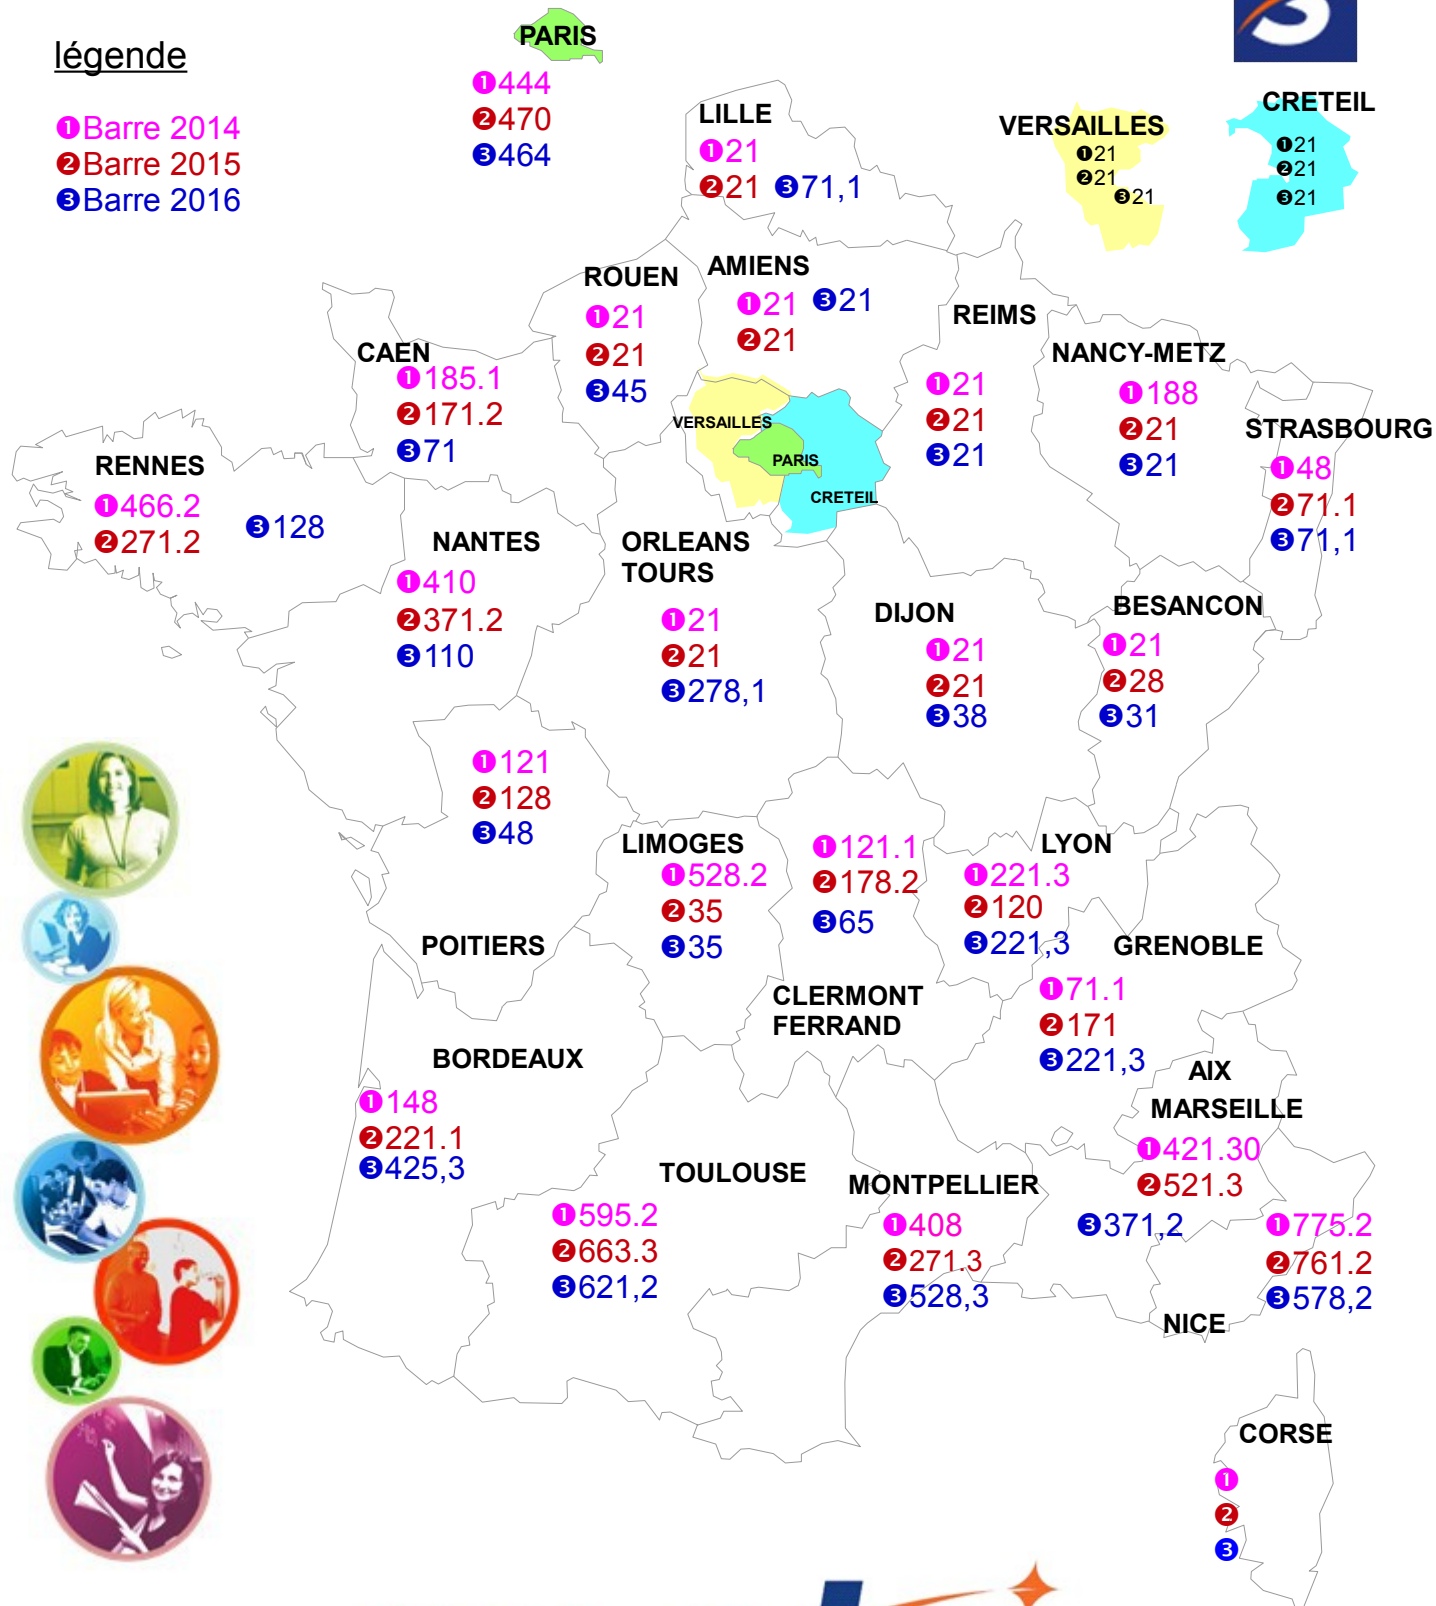 légende
❶Barre 2014
❷Barre 2015
❸Barre 2016
PARIS
❶444
❷470
❸464
LILLE
❶21
❷21 ❸71,1
VERSAILLES
❶21
❷21
❸21
CRETEIL
❶21
❷21
❸21
ROUEN
❶21
❷21
❸45
AMIENS
❶21 ❸21
❷21
REIMS
❶21
❷21
❸21
NANCY-METZ
❶188
❷21
❸21
STRASBOURG
❶48
❷71.1
❸71,1
CAEN
❶185.1
❷171.2
❸71
VERSAILLES
PARIS
CRETEIL
RENNES
❶466.2
❷271.2
❸128
NANTES
❶410
❷371.2
❸110
ORLEANS
TOURS
❶21
❷21
❸278,1
DIJON
❶21
❷21
❸38
BESANCON
❶21
❷28
❸31
❶121
❷128
❸48
POITIERS
LIMOGES
❶528.2
❷35
❸35
❶121.1
❷178.2
❸65
CLERMONT
FERRAND
LYON
❶221.3
❷120
❸221,3
GRENOBLE
❶71.1
❷171
❸221,3
BORDEAUX
❶148
❷221.1
❸425,3
AIX
MARSEILLE
❶421.30
❷521.3
❸371,2
TOULOUSE
❶595.2
❷663.3
❸621,2
MONTPELLIER
❶408
❷271.3
❸528,3
❶775.2
❷761.2
❸578,2
NICE
CORSE
❶
❷
❸